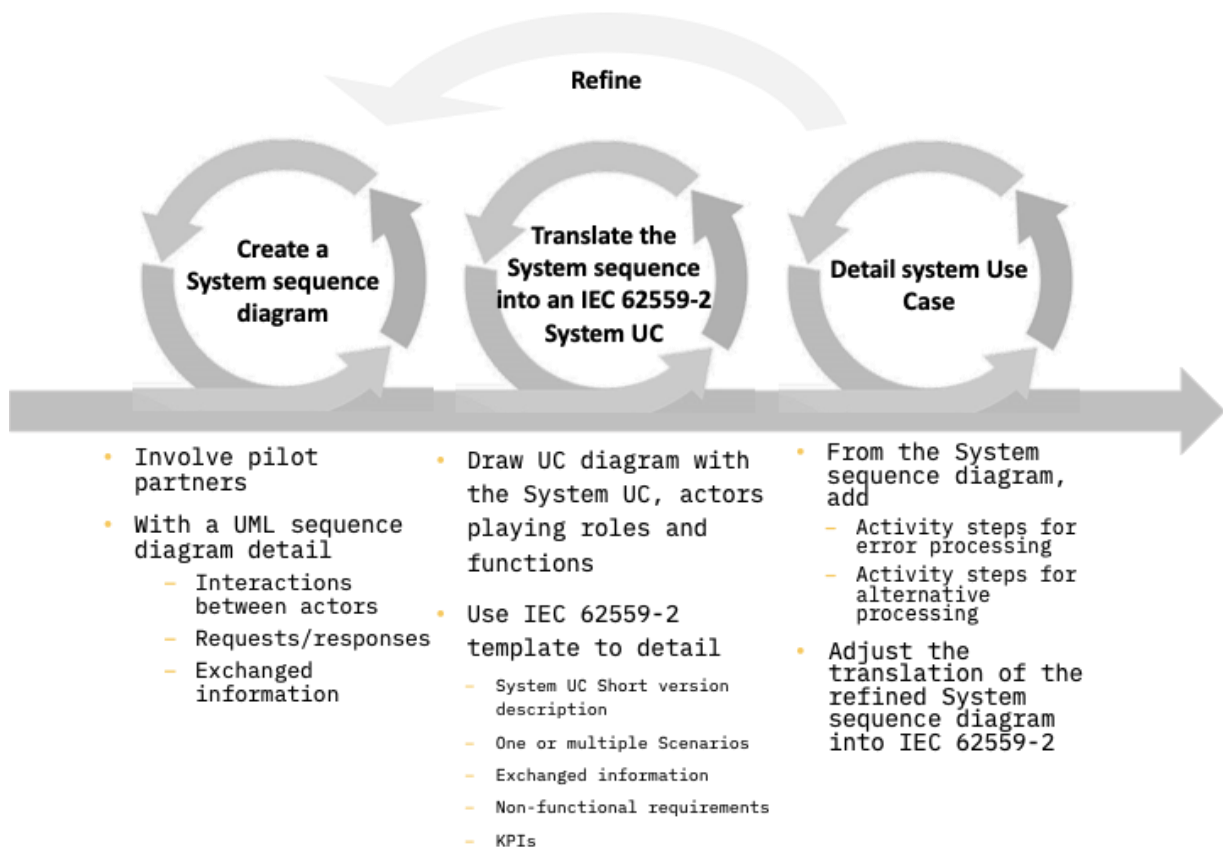 Refine
Create a
System sequence
diagram
Translate the
System sequence
into an IEC 62559-2
System UC
Detail system Use
Case
• Involve pilot
partners
• With a UML sequence
diagram detail
– Interactions
between actors
– Requests/responses
– Exchanged
information
• Draw UC diagram with
the System UC, actors
playing roles and
functions
• Use IEC 62559-2
template to detail
– System UC Short version
description
– One or multiple Scenarios
– Exchanged information
– Non-functional requirements
– KPIs
• From the System
sequence diagram,
add
– Activity steps for
error processing
– Activity steps for
alternative
processing
• Adjust the
translation of the
refined System
sequence diagram
into IEC 62559-2